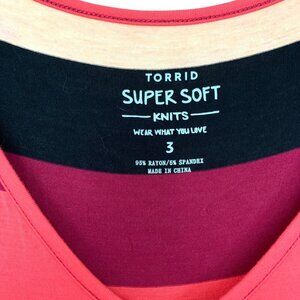 TORRID
SUPER SOFT
KNITS
WEAR WHAT YOU LOVE
3
95% RAYON/5% SPANDEX
MADE IN CHINA